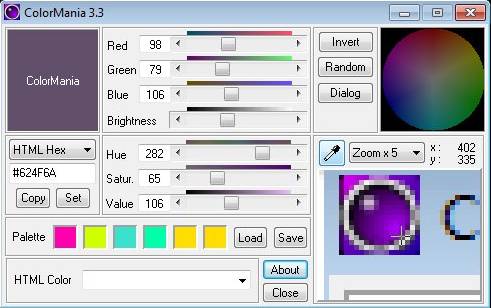 ColorMania 3.3
ColorMania
Red 98
Green 79
Blue 106
Brightness
Invert
Random
Dialog
HTML Hex
#624F6A
Copy Set
Hue 282
Satur. 65
Value 106
Zoom x 5
x: 402
y: 335
Palette
Load Save
HTML Color
About
Close